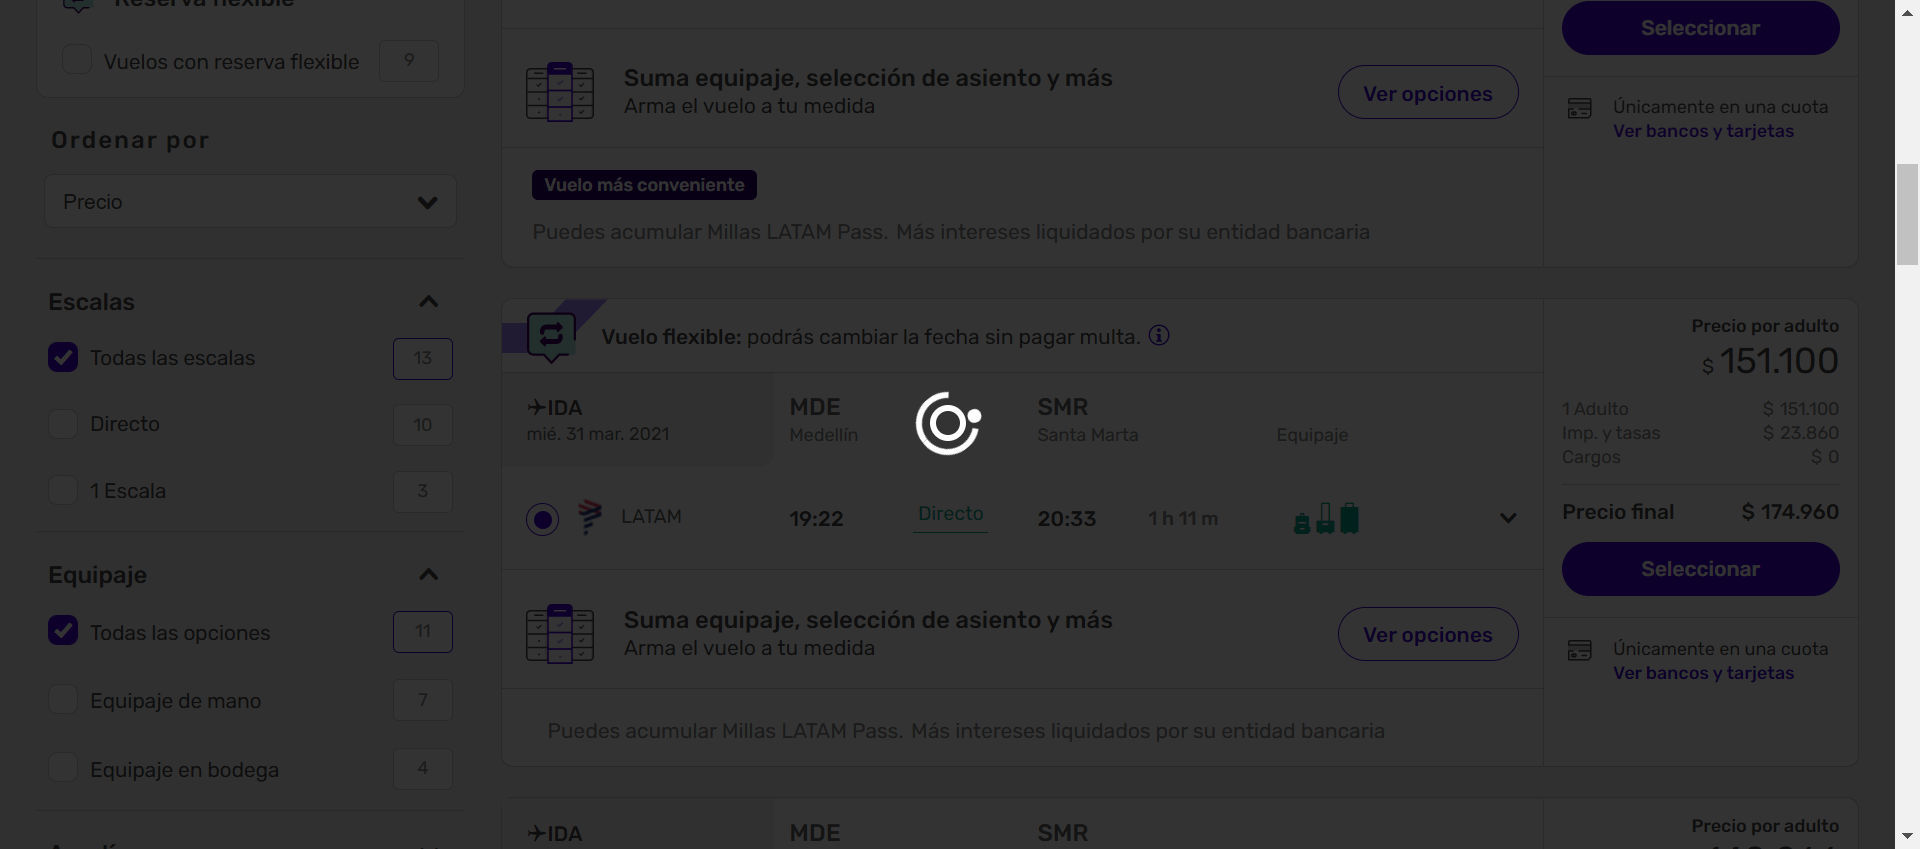 Reserva flexible
Vuelos con reserva flexible 9
Ordenar por
Precio
Escalas
Todas las escalas 13
Directo 10
1 Escala 3
Equipaje
Todas las opciones 11
Equipaje de mano 7
Equipaje en bodega 4
Suma equipaje, selección de asiento y más
Arma el vuelo a tu medida
Ver opciones
Vuelo más conveniente
Puedes acumular Millas LATAM Pass. Más intereses liquidados por su entidad bancaria
Seleccionar
Únicamente en una cuota
Ver bancos y tarjetas
Vuelo flexible: podrás cambiar la fecha sin pagar multa.
IDA MDE SMR
mié. 31 mar. 2021 Medellín Santa Marta Equipaje
LATAM 19:22 Directo 20:33 1 h 11 m
Suma equipaje, selección de asiento y más
Arma el vuelo a tu medida
Ver opciones
Puedes acumular Millas LATAM Pass. Más intereses liquidados por su entidad bancaria
Precio por adulto
$ 151.100
1 Adulto $ 151.100
Imp. y tasas $ 23.860
Cargos $ 0
Precio final $ 174.960
Seleccionar
Únicamente en una cuota
Ver bancos y tarjetas
IDA MDE SMR
Precio por adulto